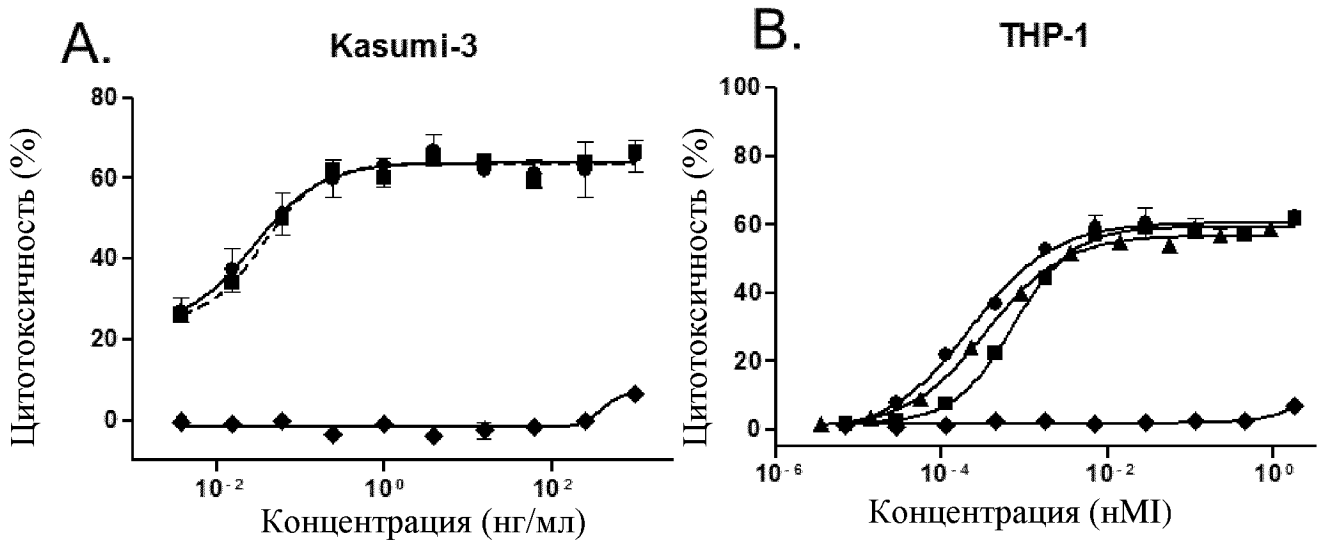 A.
Kasumi-3
Цитотоксичность (%)
80
60
40
20
0
10-2
100
102
Концентрация (нг/мл)
B.
THP-1
Цитотоксичность (%)
100
80
60
40
20
0
10-6
10-4
10-2
100
Концентрация (нМI)